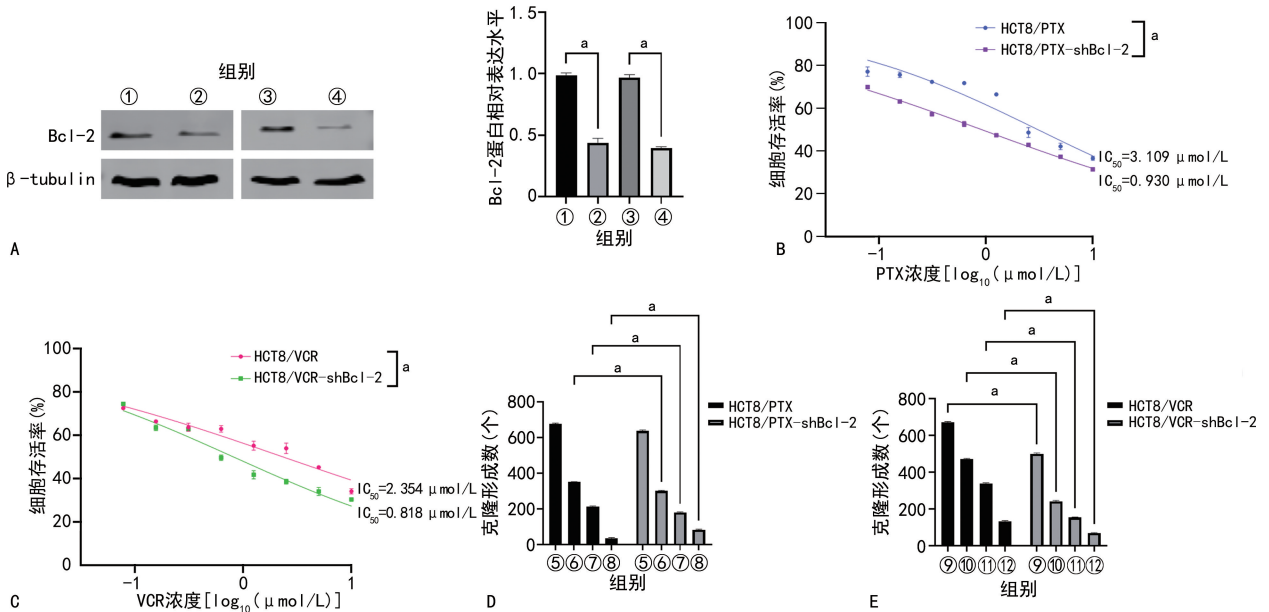 A
组别
① ② ③ ④
Bcl-2
β-tubulin
Bcl-2蛋白相对表达水平
1.5
1.0
0.5
0
a a
① ② ③ ④
组别
B
细胞存活率(%)
100
80
60
40
20
0
HCT8/PTX
HCT8/PTX-shBcl-2
a
IC50=3.109 μmol/L
IC50=0.930 μmol/L
-1 0 1
PTX浓度[log10(μmol/L)]
C
细胞存活率(%)
100
80
60
40
20
0
HCT8/VCR
HCT8/VCR-shBcl-2
a
IC50=2.354 μmol/L
IC50=0.818 μmol/L
-1 0 1
VCR浓度[log10(μmol/L)]
D
克隆形成数(个)
800
600
400
200
0
a
a
a
HCT8/PTX
HCT8/PTX-shBcl-2
⑤⑥⑦⑧ ⑤⑥⑦⑧
组别
E
克隆形成数(个)
800
600
400
200
0
a
a
a
a
HCT8/VCR
HCT8/VCR-shBcl-2
⑨⑩⑪⑫ ⑨⑩⑪⑫
组别